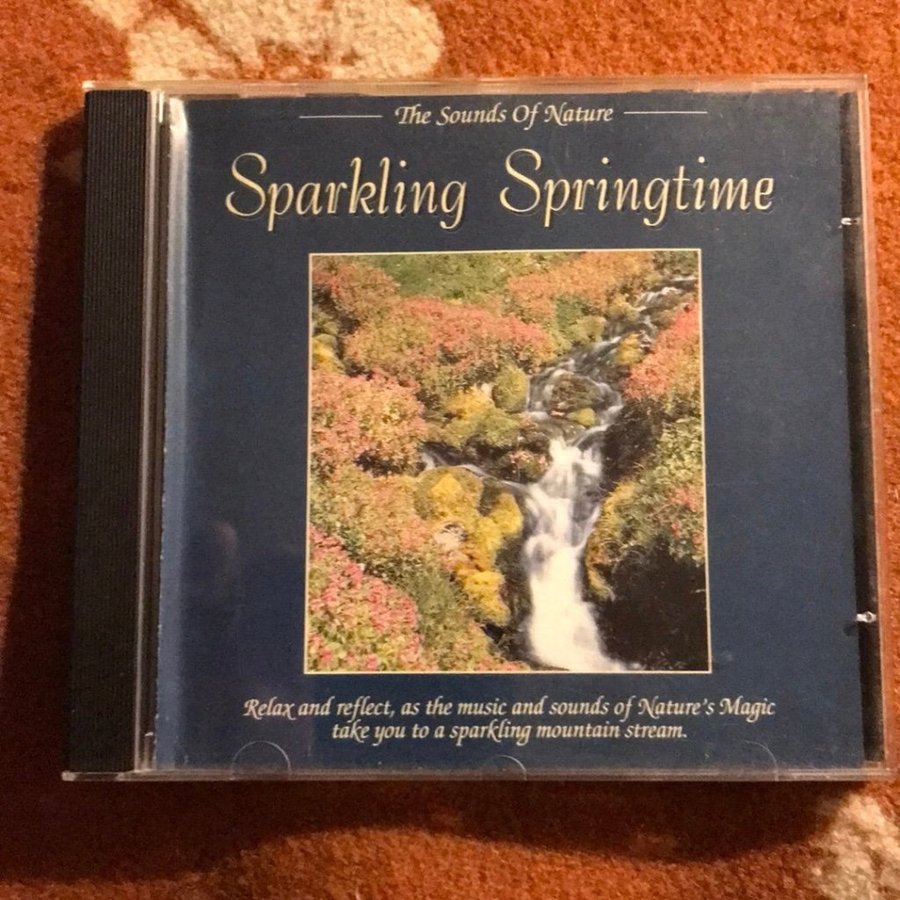 The Sounds Of Nature
Sparkling Springtime
Relax and reflect, as the music and sounds of Nature's Magic
take you to a sparkling mountain stream.